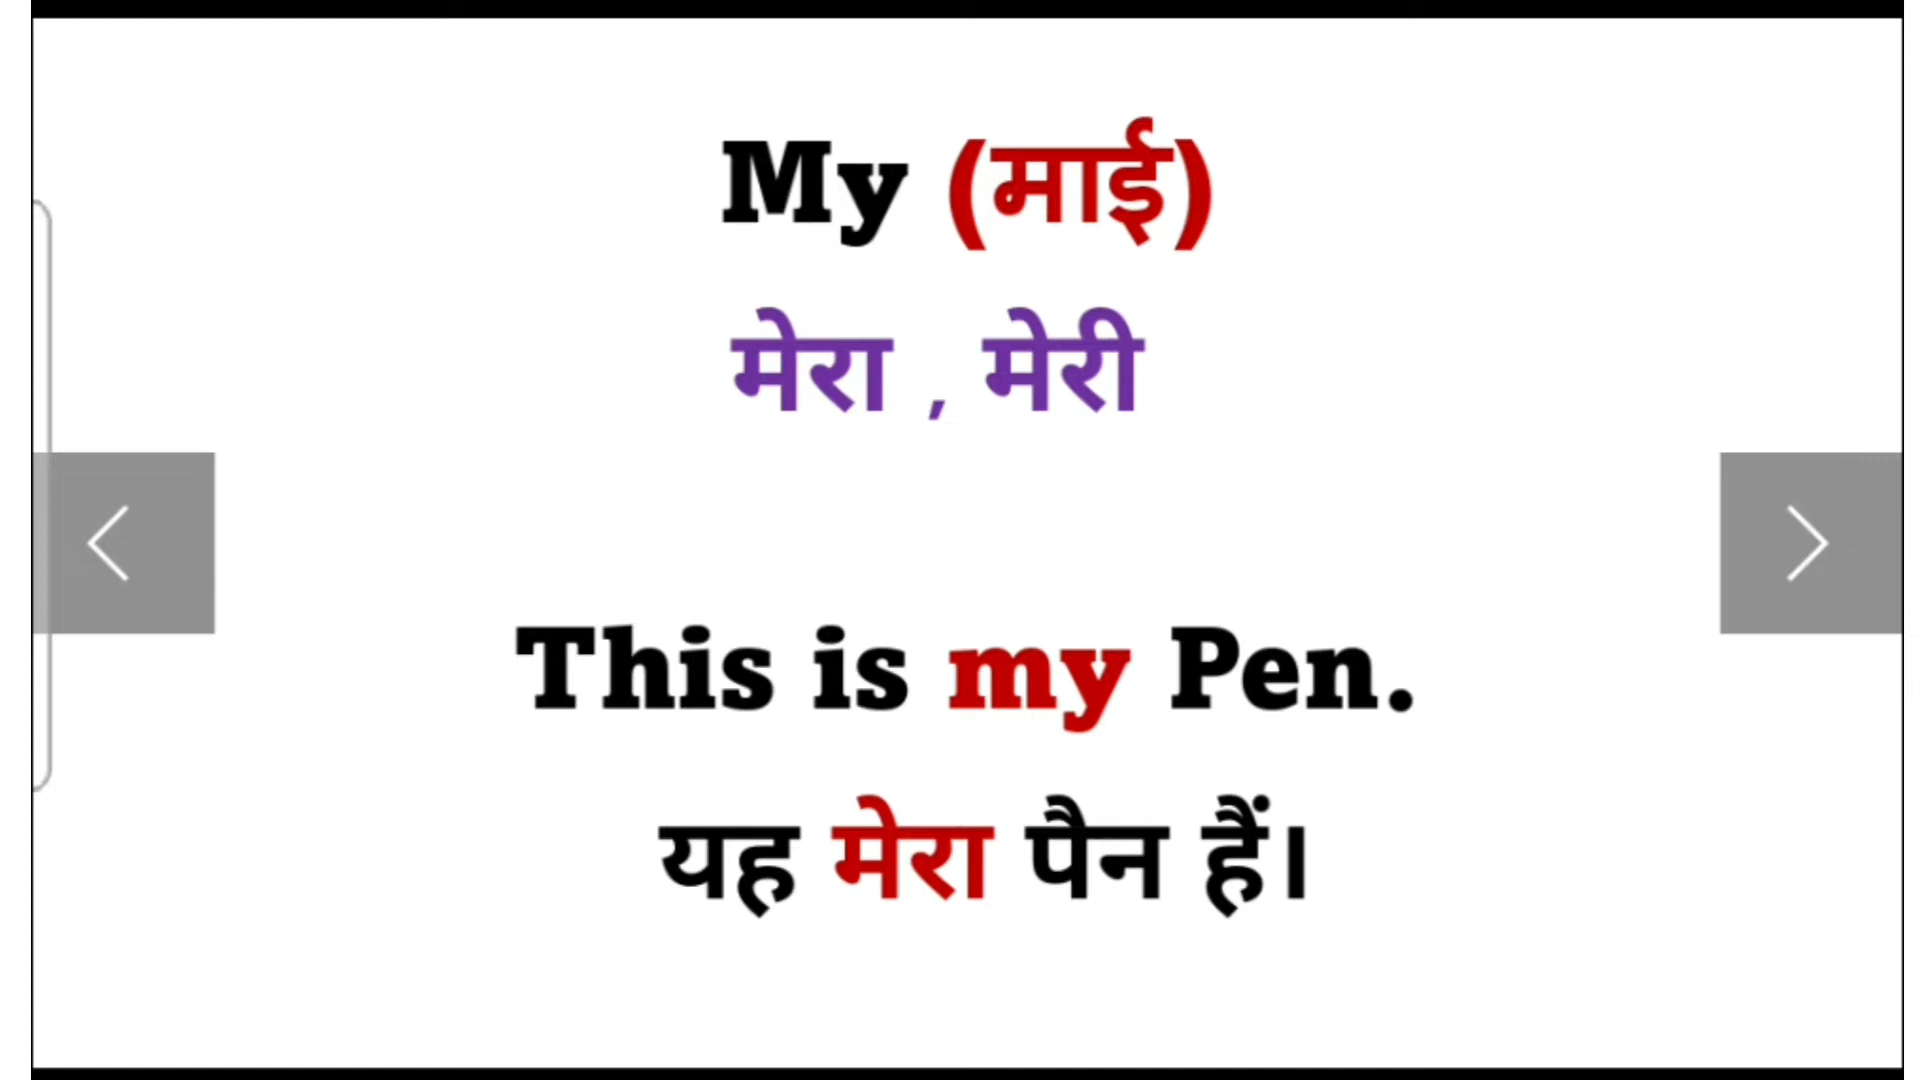 My (माई)
मेरा , मेरी
This is my Pen.
यह मेरा पैन हैं।